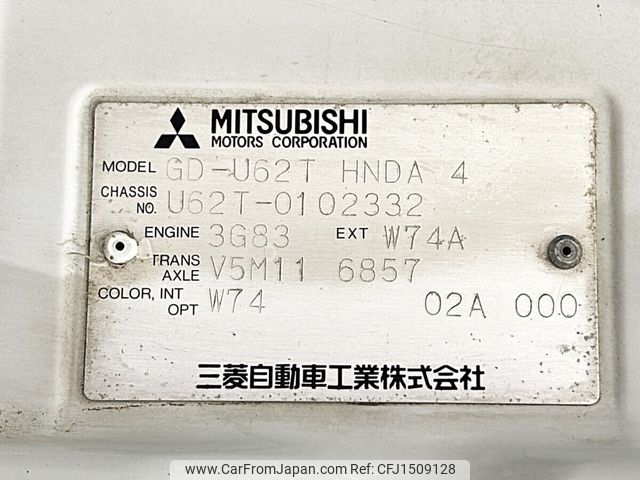 MITSUBISHI
MOTORS CORPORATION
MODEL GD-U62T HNDA 4
CHASSIS NO. U62T-0102332
ENGINE 3G83 EXT W74A
TRANS AXLE V5M11 6857
COLOR, INT OPT W74 02A 000
三菱自動車工業株式会社
www.CarFromJapan.com - CFJ1509128